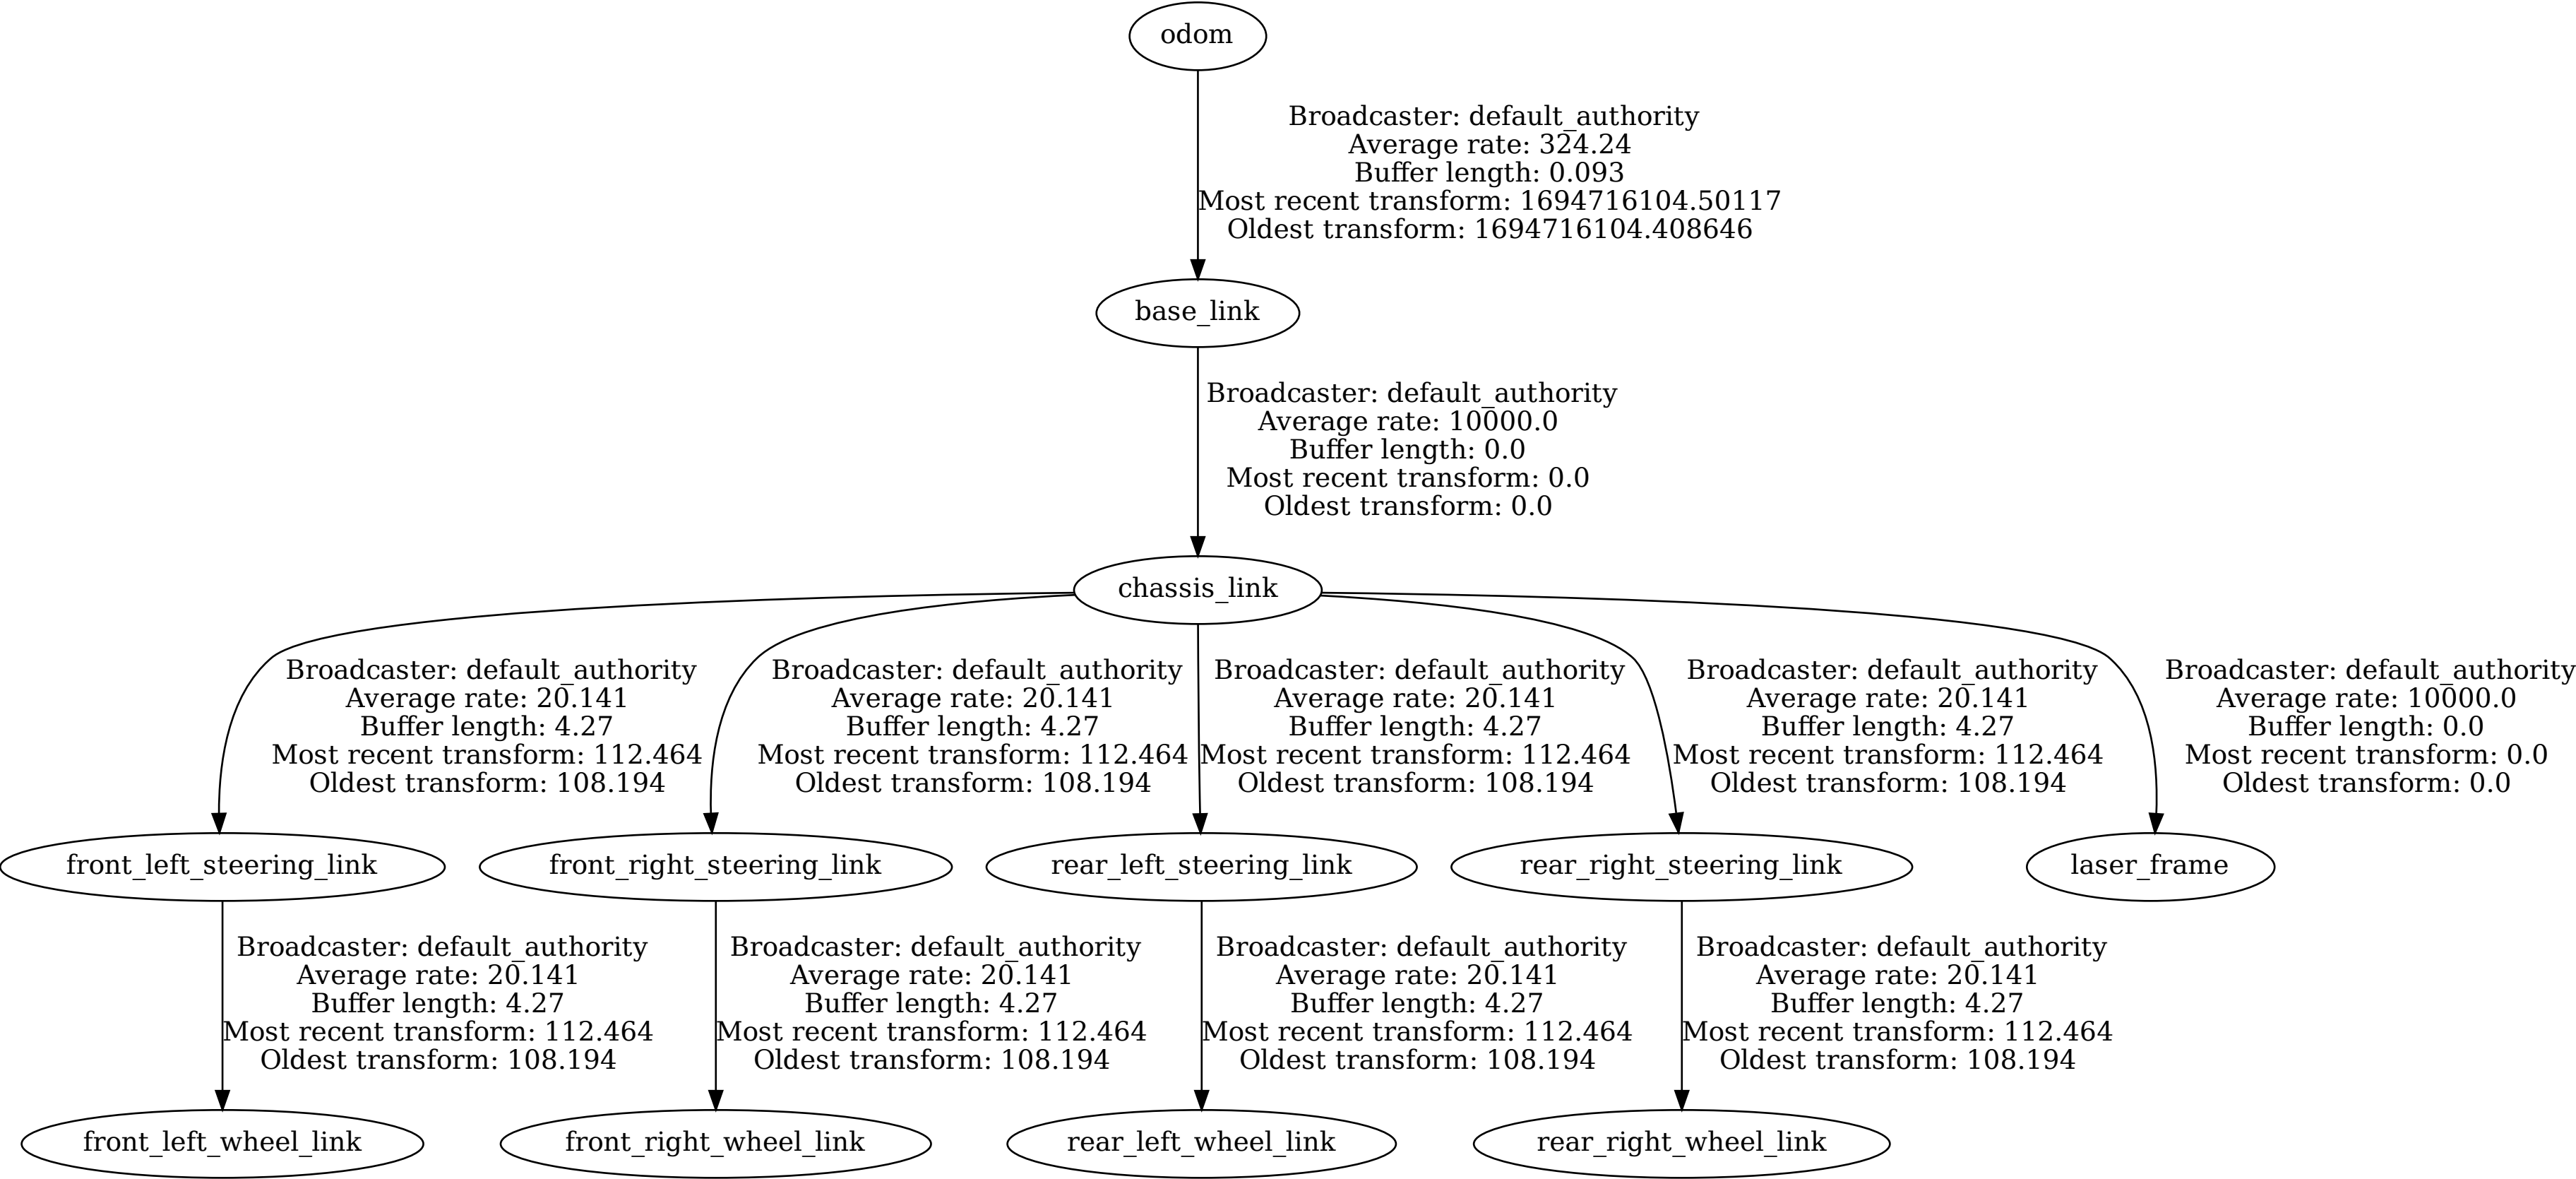 odom
Broadcaster: default_authority
Average rate: 324.24
Buffer length: 0.093
Most recent transform: 1694716104.50117
Oldest transform: 1694716104.408646
base_link
Broadcaster: default_authority
Average rate: 10000.0
Buffer length: 0.0
Most recent transform: 0.0
Oldest transform: 0.0
chassis_link
Broadcaster: default_authority
Average rate: 20.141
Buffer length: 4.27
Most recent transform: 112.464
Oldest transform: 108.194
Broadcaster: default_authority
Average rate: 20.141
Buffer length: 4.27
Most recent transform: 112.464
Oldest transform: 108.194
Broadcaster: default_authority
Average rate: 20.141
Buffer length: 4.27
Most recent transform: 112.464
Oldest transform: 108.194
Broadcaster: default_authority
Average rate: 20.141
Buffer length: 4.27
Most recent transform: 112.464
Oldest transform: 108.194
Broadcaster: default_authority
Average rate: 10000.0
Buffer length: 0.0
Most recent transform: 0.0
Oldest transform: 0.0
front_left_steering_link
front_right_steering_link
rear_left_steering_link
rear_right_steering_link
laser_frame
Broadcaster: default_authority
Average rate: 20.141
Buffer length: 4.27
Most recent transform: 112.464
Oldest transform: 108.194
Broadcaster: default_authority
Average rate: 20.141
Buffer length: 4.27
Most recent transform: 112.464
Oldest transform: 108.194
Broadcaster: default_authority
Average rate: 20.141
Buffer length: 4.27
Most recent transform: 112.464
Oldest transform: 108.194
Broadcaster: default_authority
Average rate: 20.141
Buffer length: 4.27
Most recent transform: 112.464
Oldest transform: 108.194
front_left_wheel_link
front_right_wheel_link
rear_left_wheel_link
rear_right_wheel_link